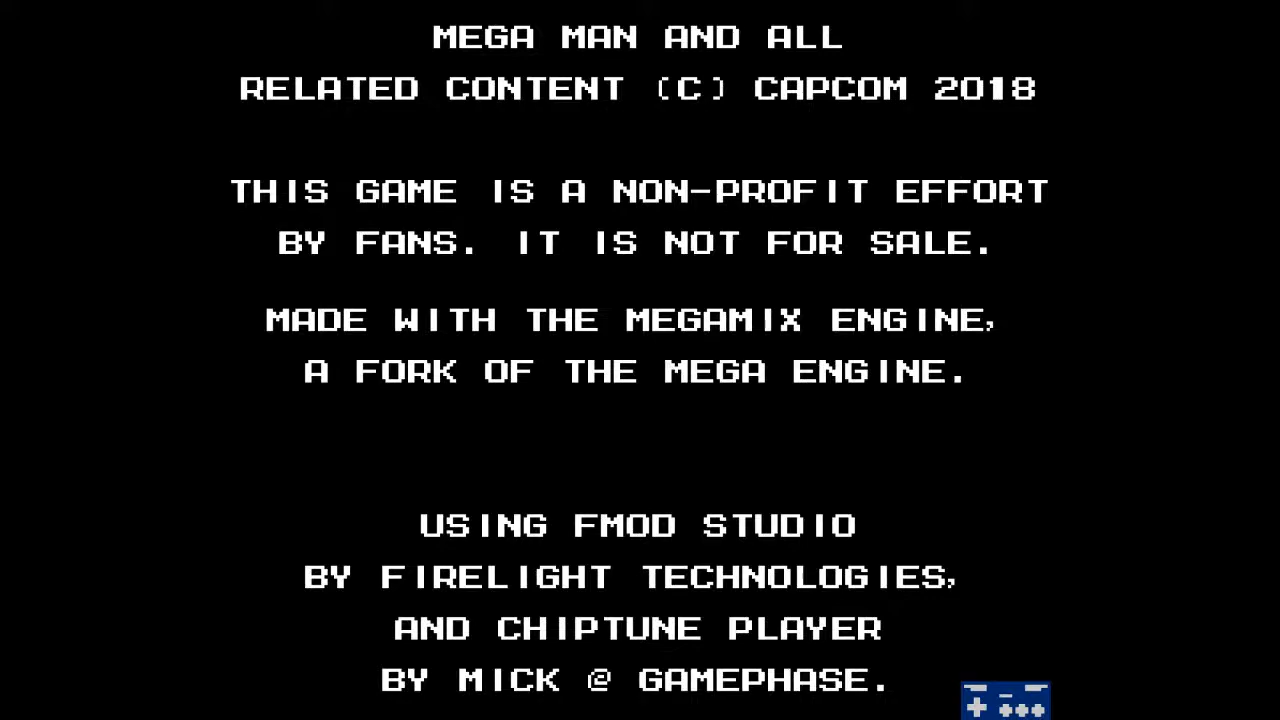 MEGA MAN AND ALL
RELATED CONTENT (C) CAPCOM 2018
THIS GAME IS A NON-PROFIT EFFORT
BY FANS. IT IS NOT FOR SALE.
MADE WITH THE MEGAMIX ENGINE,
A FORK OF THE MEGA ENGINE.
USING FMOD STUDIO
BY FIRELIGHT TECHNOLOGIES,
AND CHIPTUNE PLAYER
BY MICK @ GAMEPHASE.